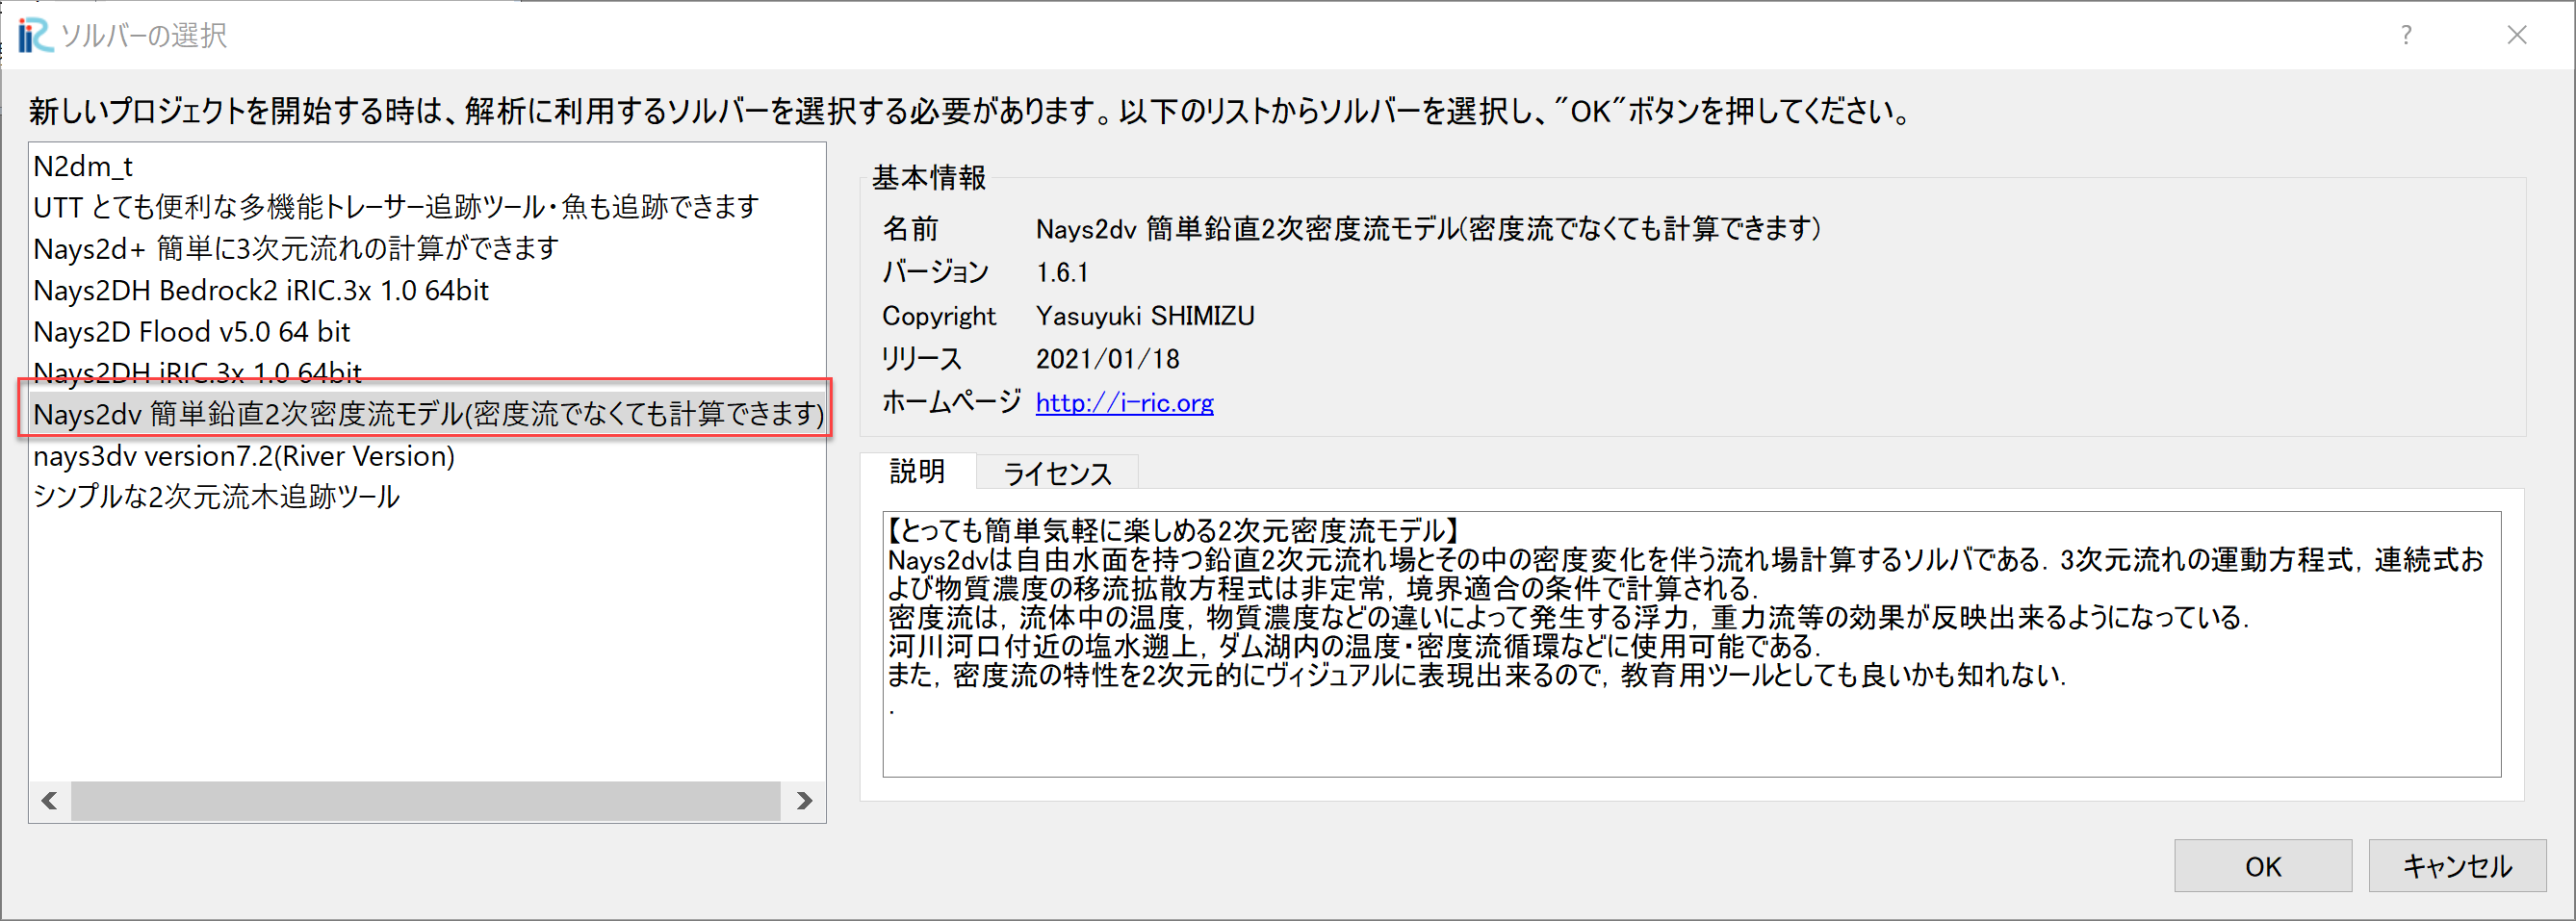 ソルバーの選択
新しいプロジェクトを開始する時は、解析に利用するソルバーを選択する必要があります。以下のリストからソルバーを選択し、"OK"ボタンを押してください。
N2dm_t
UTT とても便利な多機能トレーサー追跡ツール・魚も追跡できます
Nays2d+ 簡単に3次元流れの計算ができます
Nays2DH Bedrock2 iRIC.3x 1.0 64bit
Nays2D Flood v5.0 64 bit
Nays2DH iRIC.3x 1.0 64bit
Nays2dv 簡単鉛直2次密度流モデル(密度流でなくても計算できます)
nays3dv version7.2(River Version)
シンプルな2次元流木追跡ツール
基本情報
名前 Nays2dv 簡単鉛直2次密度流モデル(密度流でなくても計算できます)
バージョン 1.6.1
Copyright Yasuyuki SHIMIZU
リリース 2021/01/18
ホームページ http://i-ric.org
説明 ライセンス
【とっても簡単気軽に楽しめる2次元密度流モデル】
Nays2dvは自由水面を持つ鉛直2次元流れ場とその中の密度変化を伴う流れ場計算するソルバである. 3次元流れの運動方程式, 連続式お
よび物質濃度の移流拡散方程式は非定常, 境界適合の条件で計算される.
密度流は, 流体中の温度, 物質濃度などの違いによって発生する浮力, 重力流等の効果が反映出来るようになっている.
河川河口付近の塩水遡上, ダム湖内の温度・密度流循環などに使用可能である.
また, 密度流の特性を2次元的にヴィジュアルに表現出来るので, 教育用ツールとしても良いかも知れない.
.
OK キャンセル